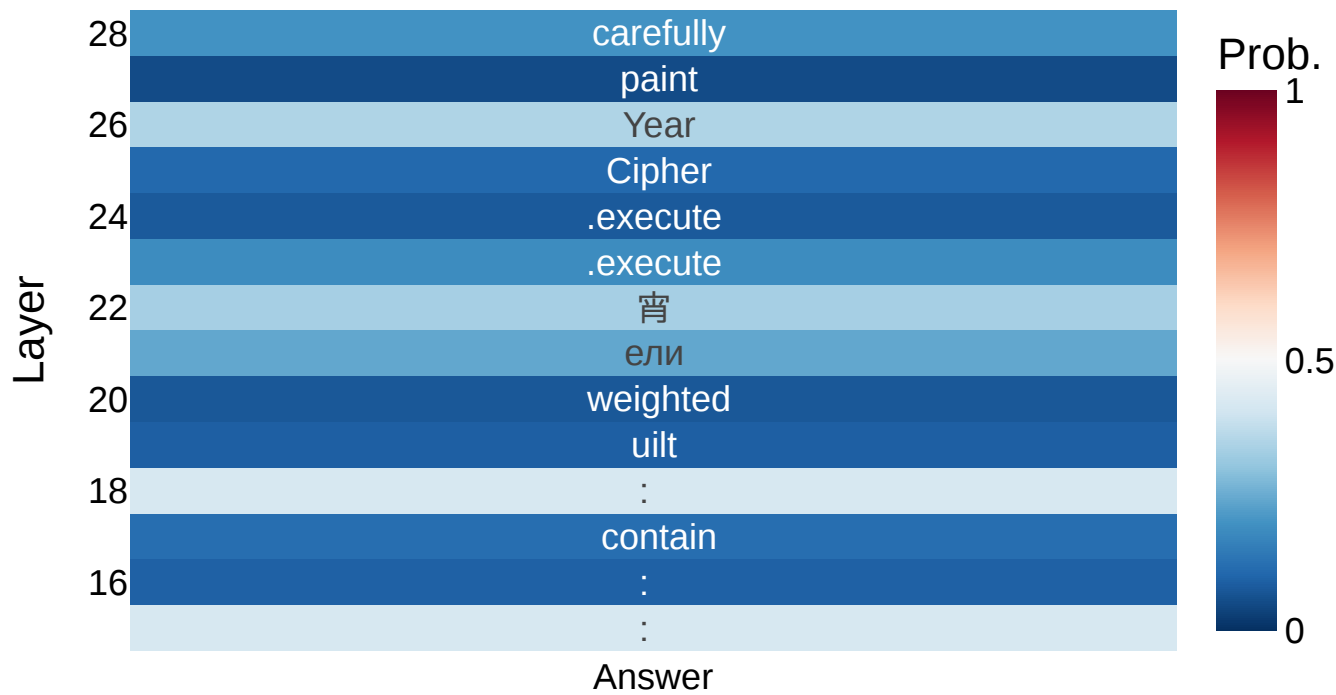 Prob.
28 carefully
paint
26 Year
Cipher
24 .execute
.execute
22 宵
ели
20 weighted
uilt
18 :
contain
16 :
:
Answer
Layer
1
0.5
0